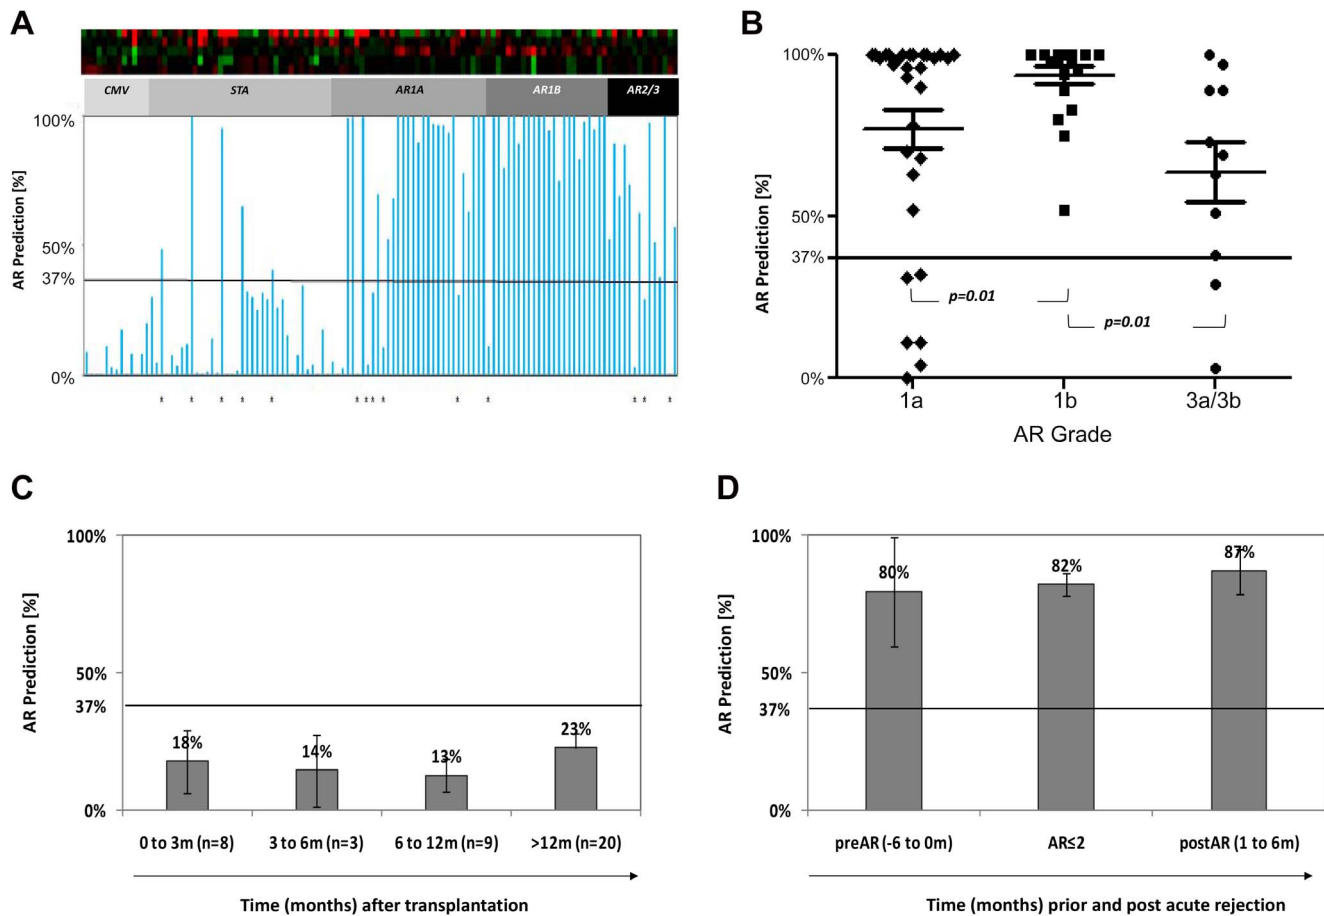 A
CMV STA AR1A AR1B AR2/3
100%
50%
37%
0%
AR Prediction [%]
* * * * * * * * * * * * * * *
B
100%
50%
37%
0%
AR Prediction [%]
p=0.01
p=0.01
1a 1b 3a/3b
AR Grade
C
100%
50%
37%
0%
AR Prediction [%]
18% 14% 13% 23%
0 to 3m (n=8) 3 to 6m (n=3) 6 to 12m (n=9) >12m (n=20)
Time (months) after transplantation
D
100%
50%
37%
0%
AR Prediction [%]
80% 82% 87%
preAR (-6 to 0m) AR≤2 postAR (1 to 6m)
Time (months) prior and post acute rejection